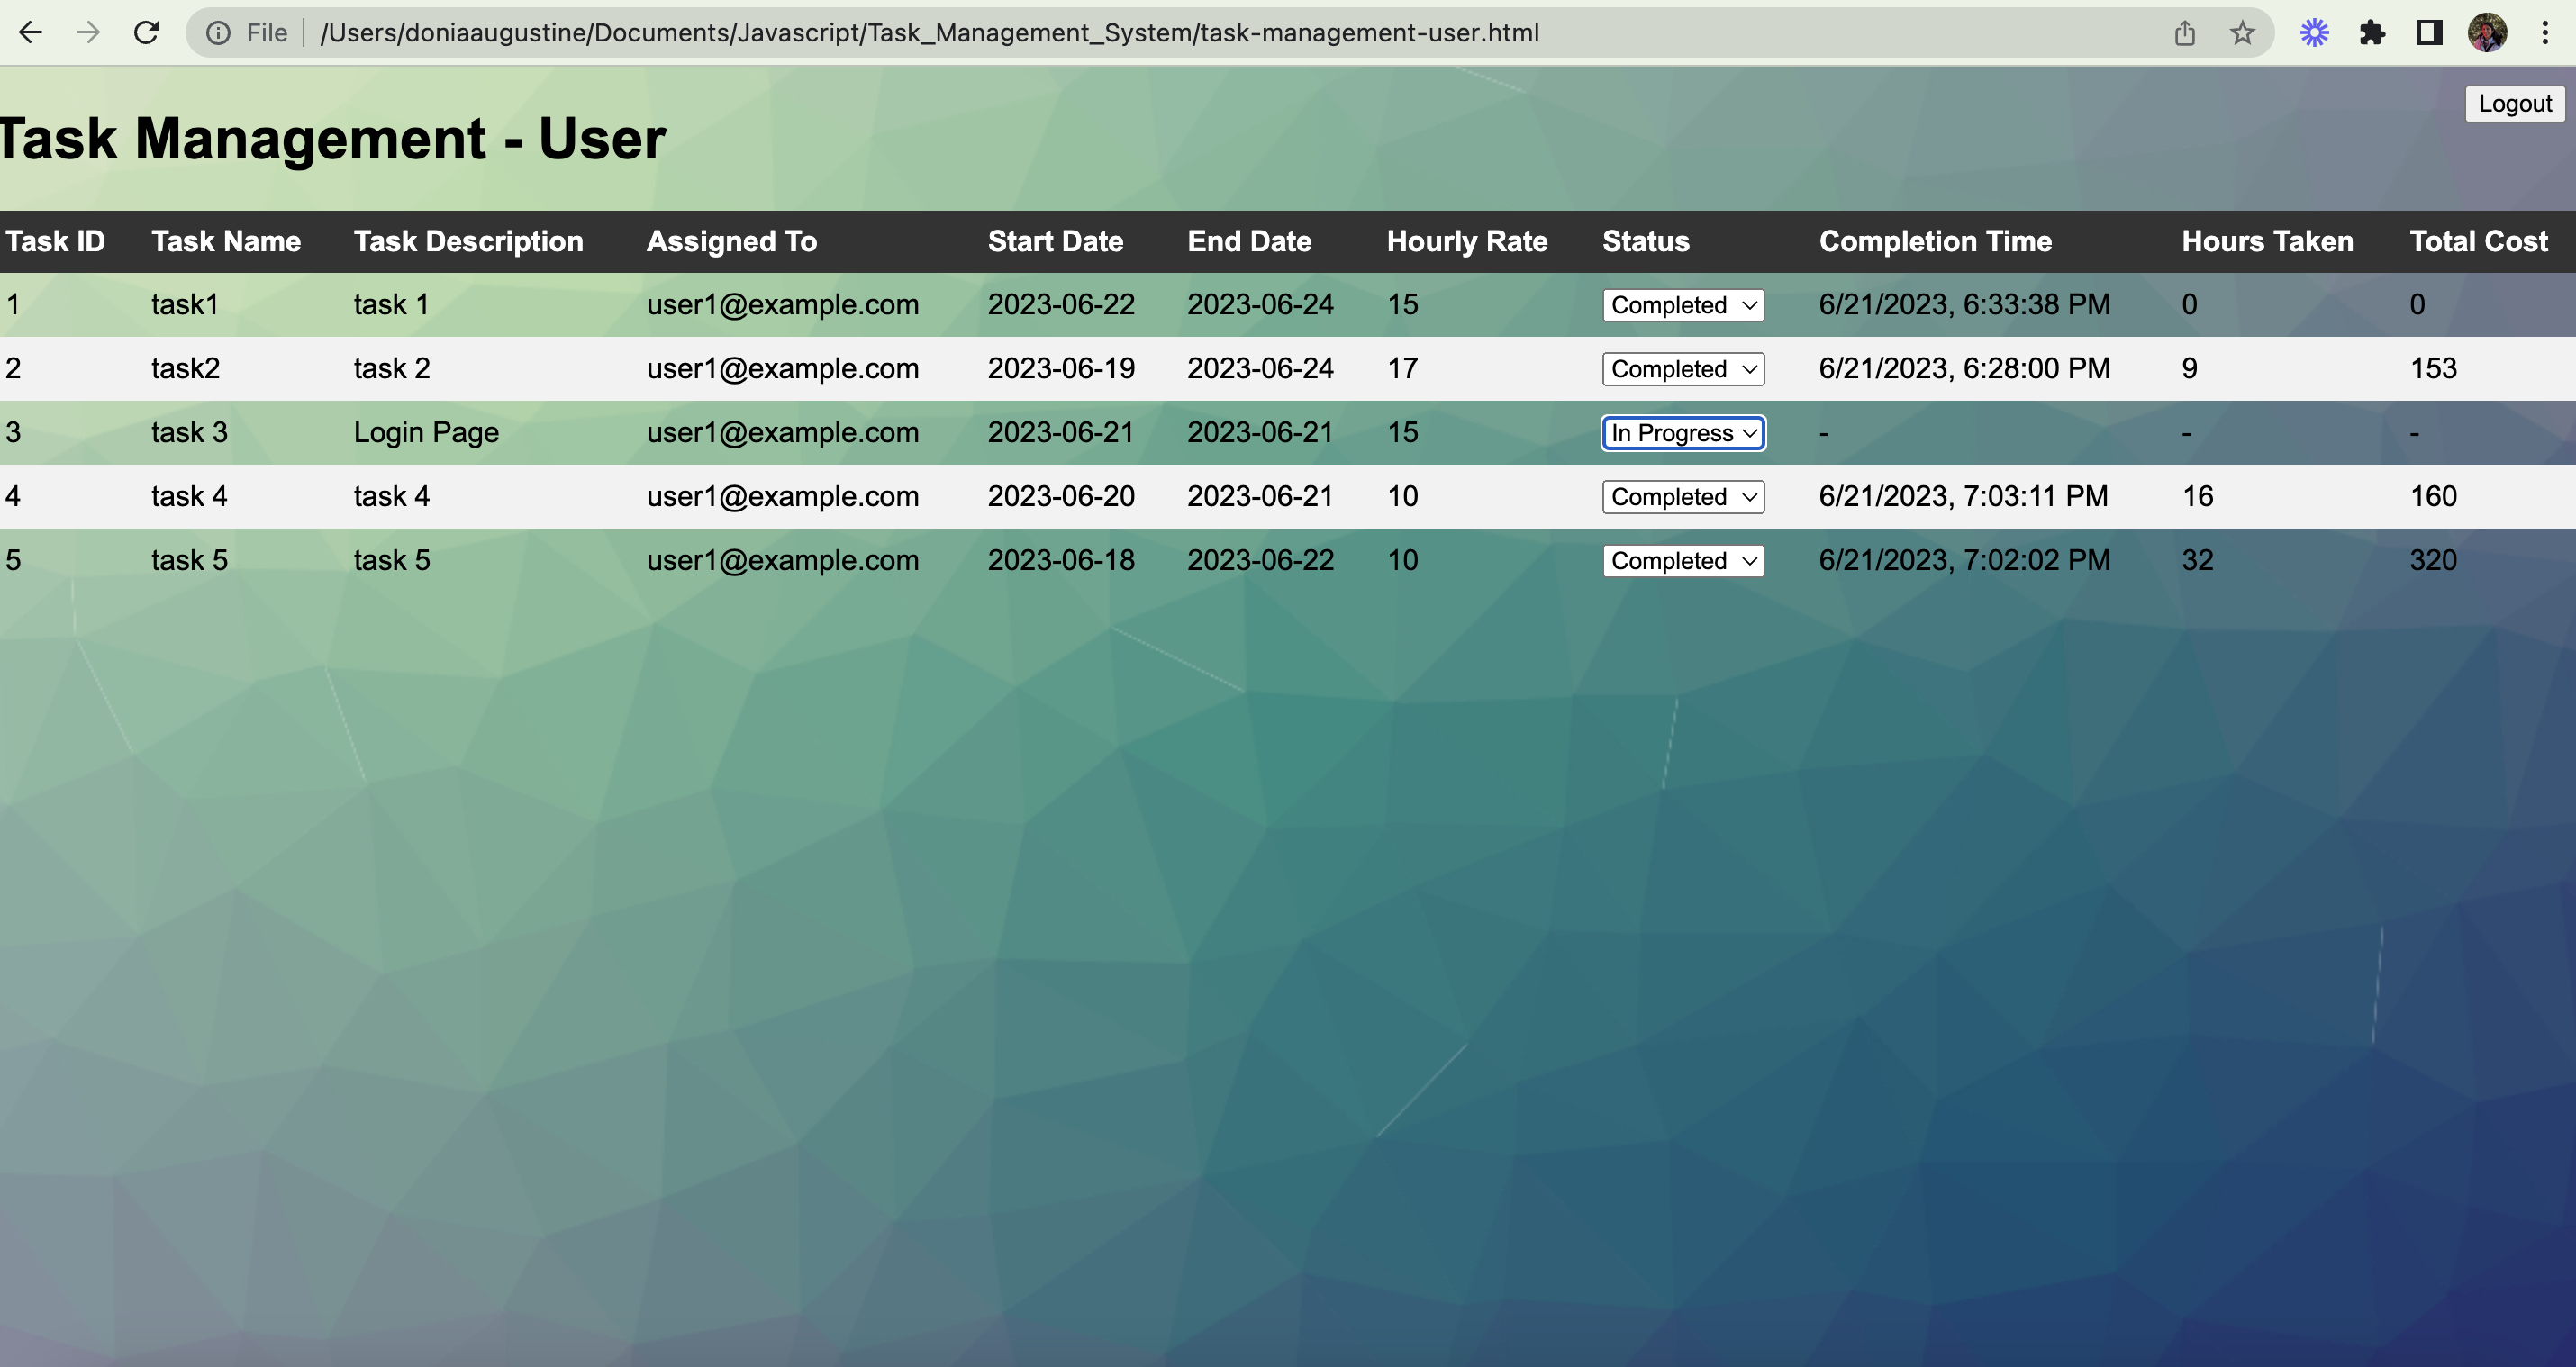 File /Users/doniaaugustine/Documents/Javascript/Task_Management_System/task-management-user.html
Logout
Task Management - User
Task ID Task Name Task Description Assigned To Start Date End Date Hourly Rate Status Completion Time Hours Taken Total Cost
1 task1 task 1 user1@example.com 2023-06-22 2023-06-24 15 Completed 6/21/2023, 6:33:38 PM 0 0
2 task2 task 2 user1@example.com 2023-06-19 2023-06-24 17 Completed 6/21/2023, 6:28:00 PM 9 153
3 task 3 Login Page user1@example.com 2023-06-21 2023-06-21 15 In Progress - - -
4 task 4 task 4 user1@example.com 2023-06-20 2023-06-21 10 Completed 6/21/2023, 7:03:11 PM 16 160
5 task 5 task 5 user1@example.com 2023-06-18 2023-06-22 10 Completed 6/21/2023, 7:02:02 PM 32 320